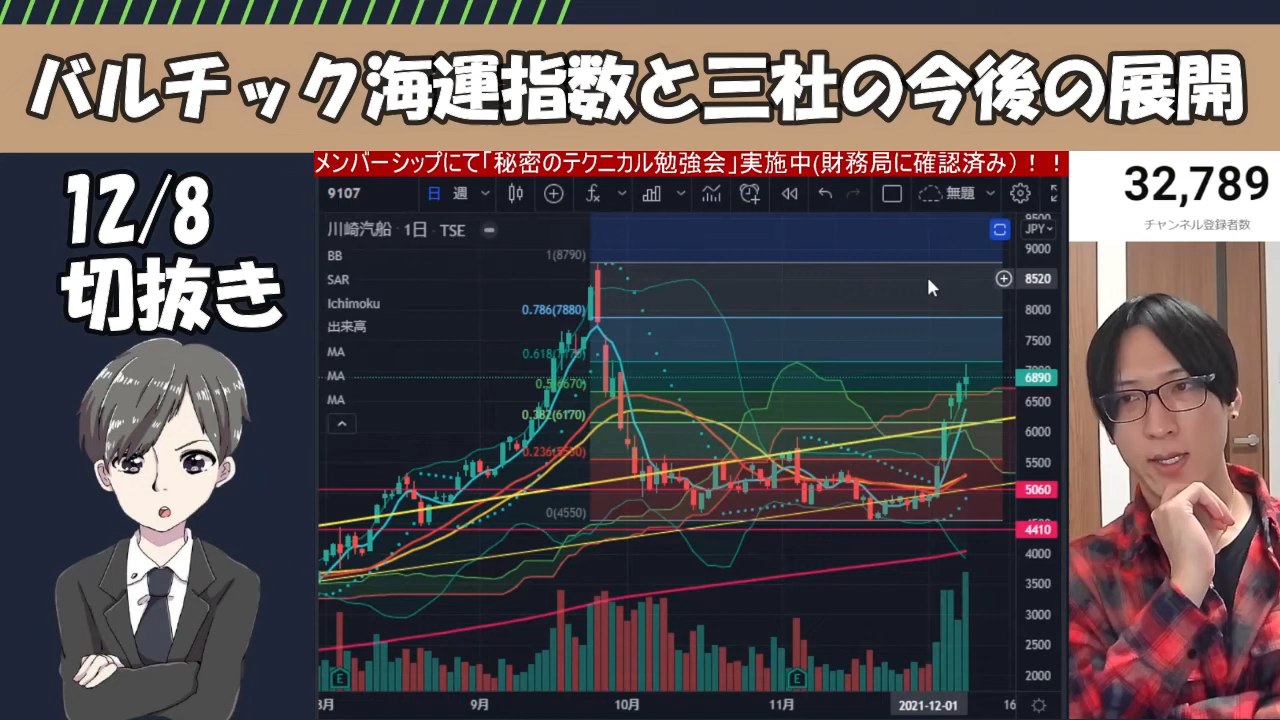 バルチック海運指数と三社の今後の展開
12/8
切抜き
メンバーシップにて「秘密のテクニカル勉強会」実施中(財務局に確認済み)！！
32,789
チャンネル登録者数
9107 日 週 無題
川崎汽船 · 1日 · TSE
BB
SAR
Ichimoku
出来高
MA
MA
MA
1(8790)
0.786(7880)
0.5(6670)
0.382(6170)
0(4550)
JPY
9000
8520
8000
7500
6890
6500
6000
5500
5060
4410
4000
3500
3000
2500
2000
E
E
9月
10月
11月
2021-12-01
16